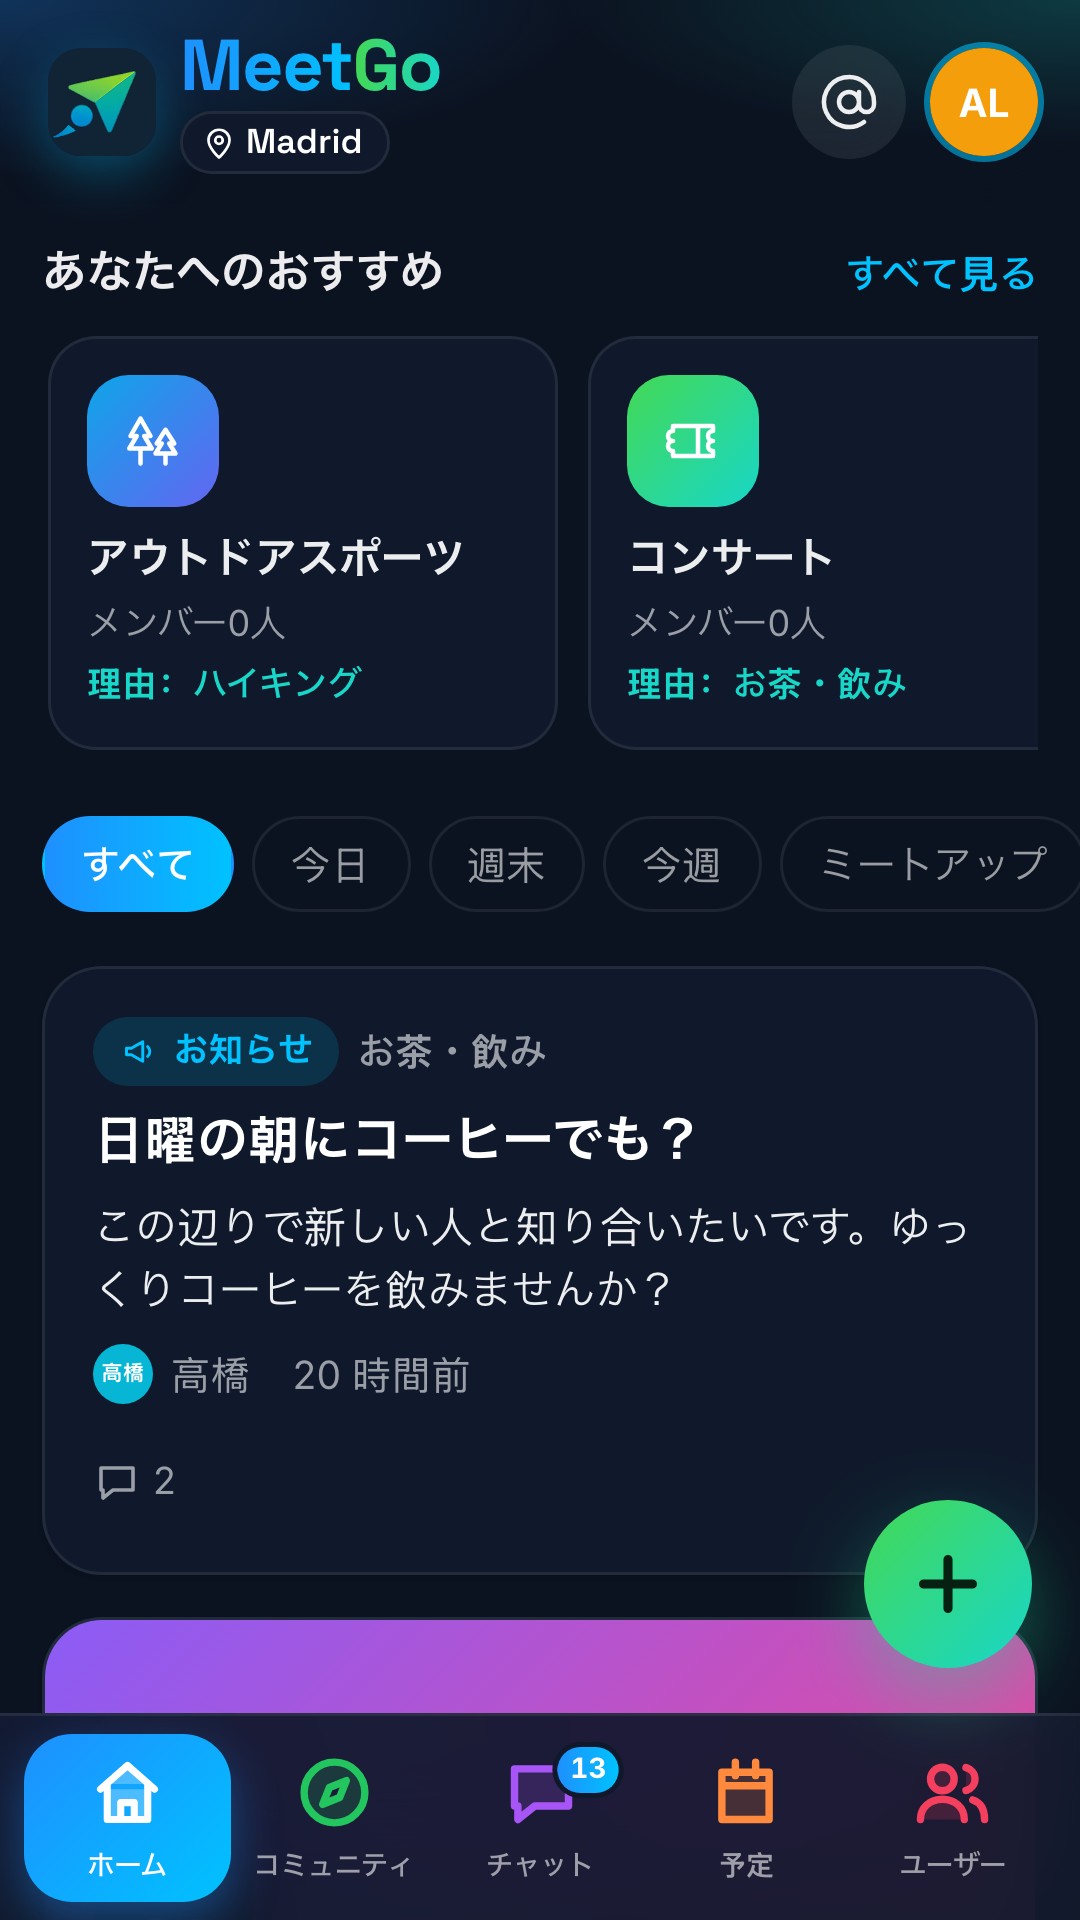 MeetGo
Madrid
AL
あなたへのおすすめ
すべて見る
アウトドアスポーツ
メンバー0人
理由: ハイキング
コンサート
メンバー0人
理由: お茶・飲み
すべて
今日
週末
今週
ミートアップ
お知らせ
お茶・飲み
日曜の朝にコーヒーでも？
この辺りで新しい人と知り合いたいです。ゆっ
くりコーヒーを飲みませんか？
高橋
高橋
20 時間前
2
13
ホーム
コミュニティ
チャット
予定
ユーザー